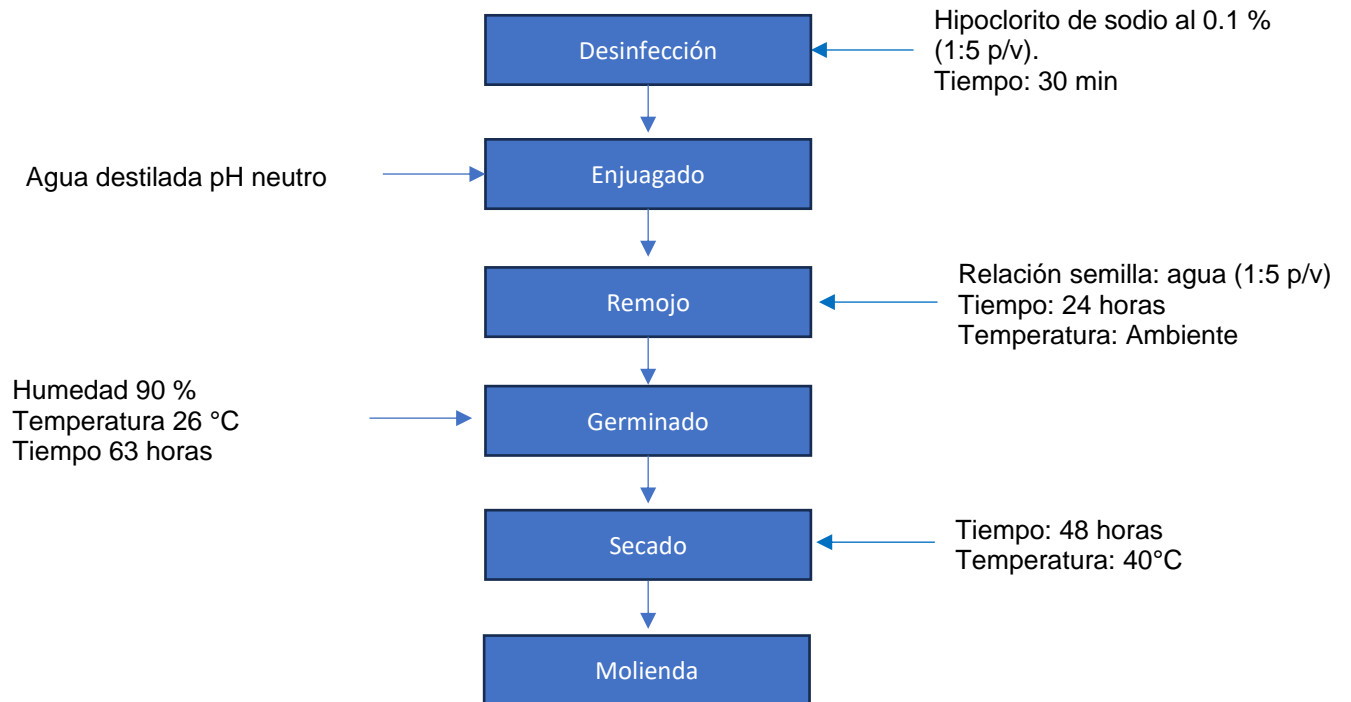 Desinfección
Hipoclorito de sodio al 0.1 %
(1:5 p/v).
Tiempo: 30 min
Agua destilada pH neutro
Enjuagado
Remojo
Relación semilla: agua (1:5 p/v)
Tiempo: 24 horas
Temperatura: Ambiente
Humedad 90 %
Temperatura 26 °C
Tiempo 63 horas
Germinado
Secado
Tiempo: 48 horas
Temperatura: 40°C
Molienda